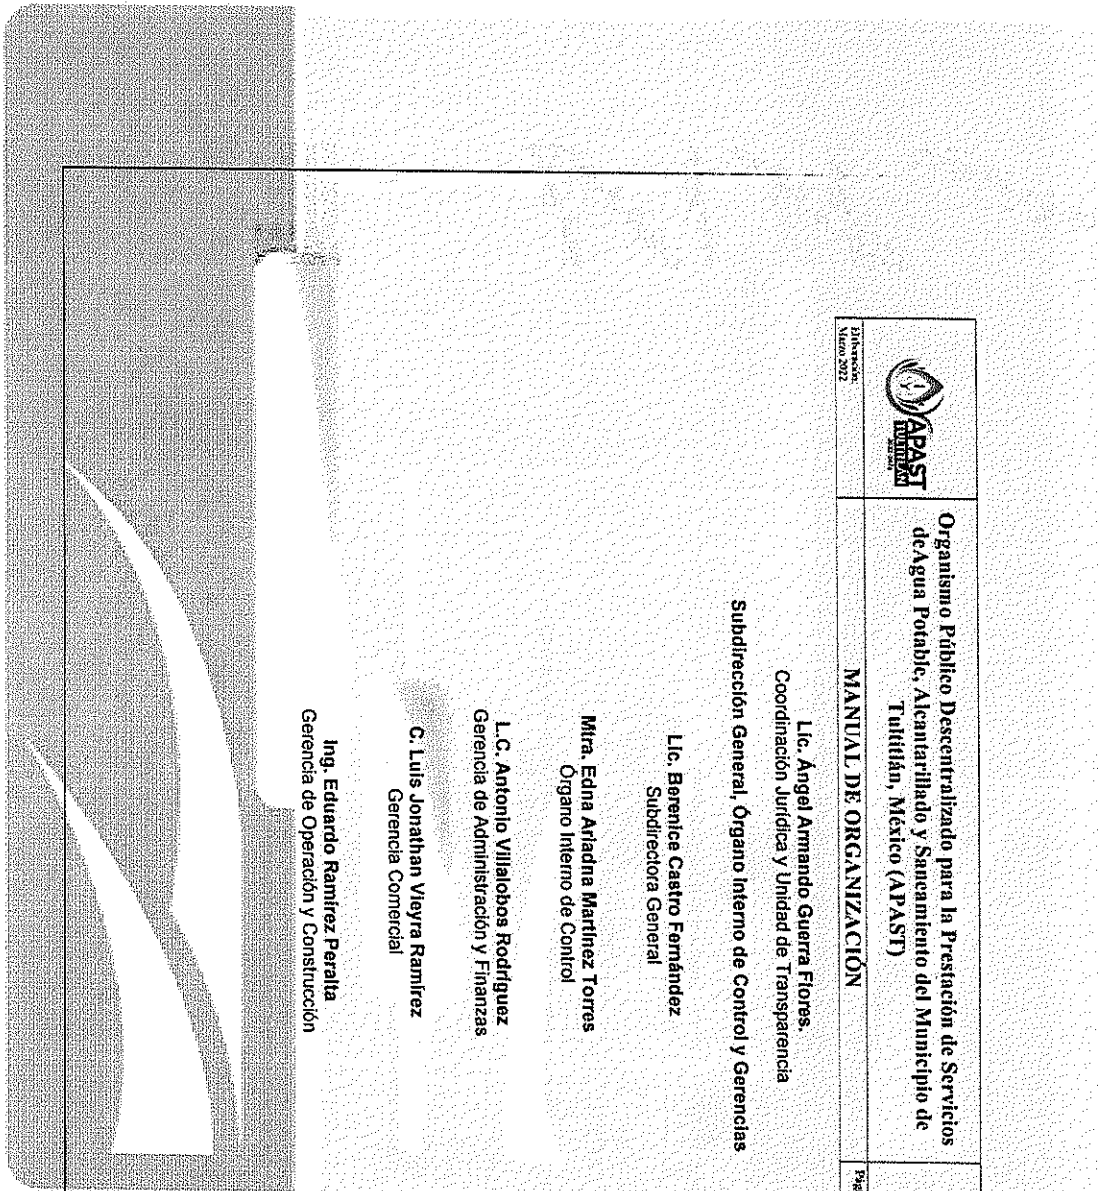 APAST
TULTITLÁN
Organismo Público Descentralizado para la Prestación de Servicios
de Agua Potable, Alcantarillado y Saneamiento del Municipio de
Tultitlán, México (APAST)
Elaboración:
Marzo 2022
MANUAL DE ORGANIZACIÓN
Pág
Lic. Ángel Armando Guerra Flores.
Coordinación Jurídica y Unidad de Transparencia
Subdirección General, Órgano Interno de Control y Gerencias
Lic. Berenice Castro Fernández
Subdirectora General
Mtra. Edna Ariadna Martínez Torres
Órgano Interno de Control
L.C. Antonio Villalobos Rodríguez
Gerencia de Administración y Finanzas
C. Luis Jonathan Vieyra Ramírez
Gerencia Comercial
Ing. Eduardo Ramírez Peralta
Gerencia de Operación y Construcción